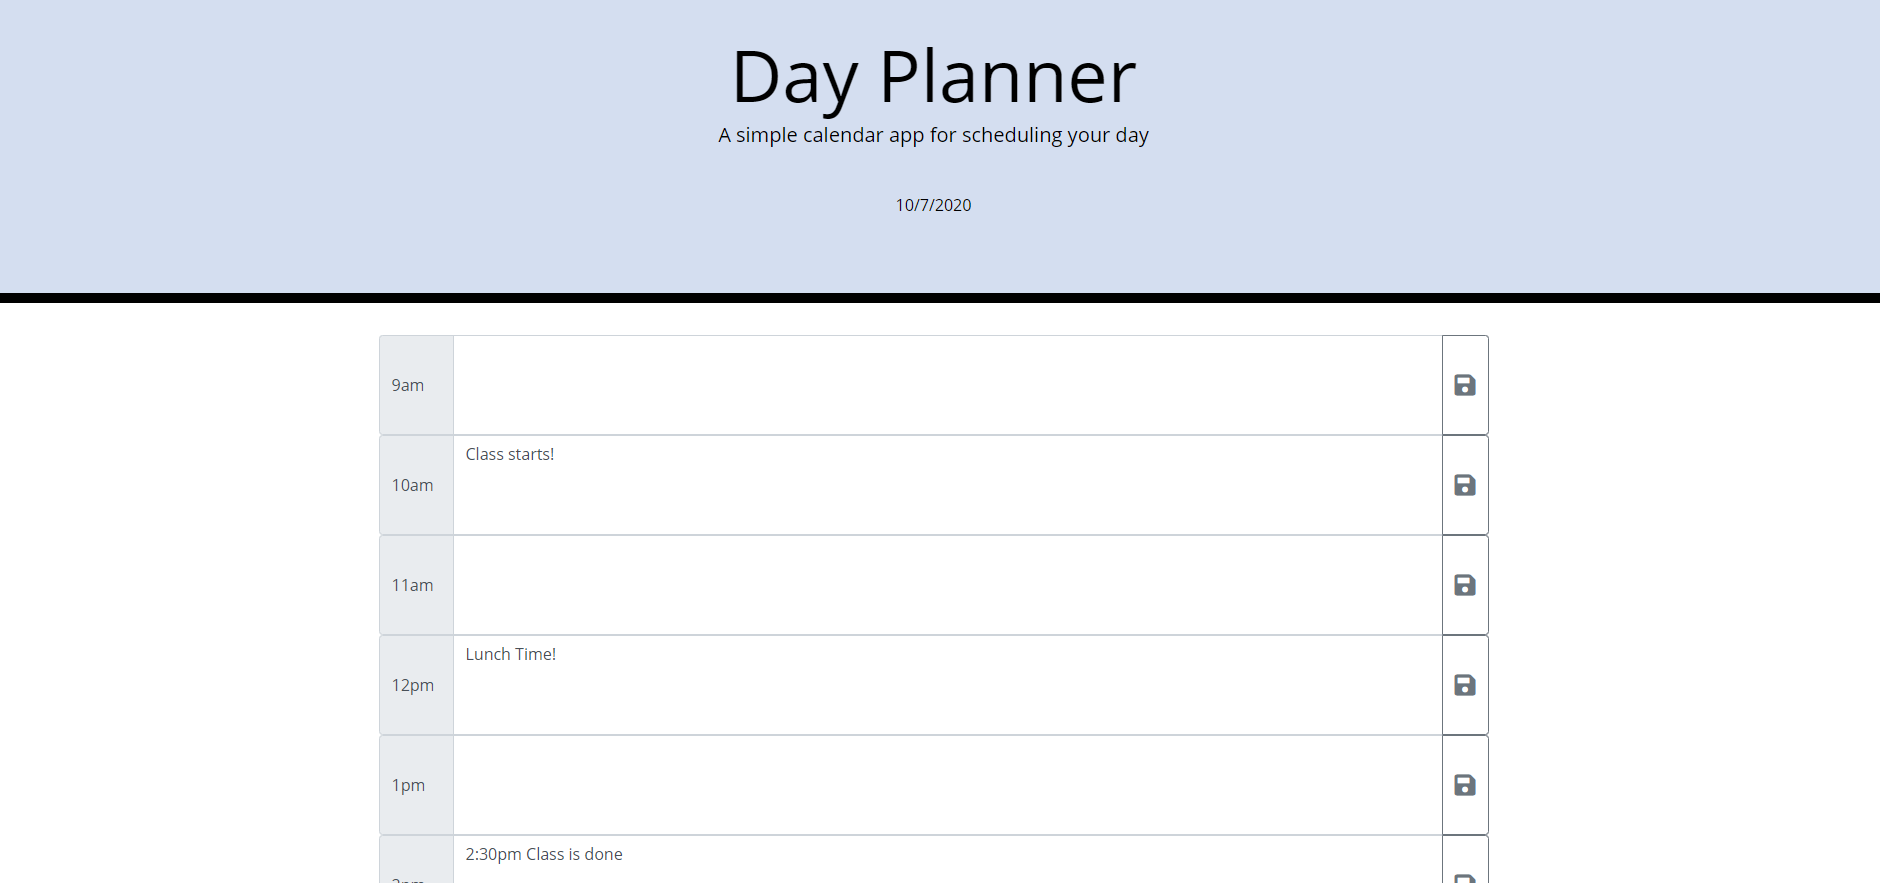 Day Planner
A simple calendar app for scheduling your day
10/7/2020
9am
Class starts!
10am
11am
Lunch Time!
12pm
1pm
2:30pm Class is done